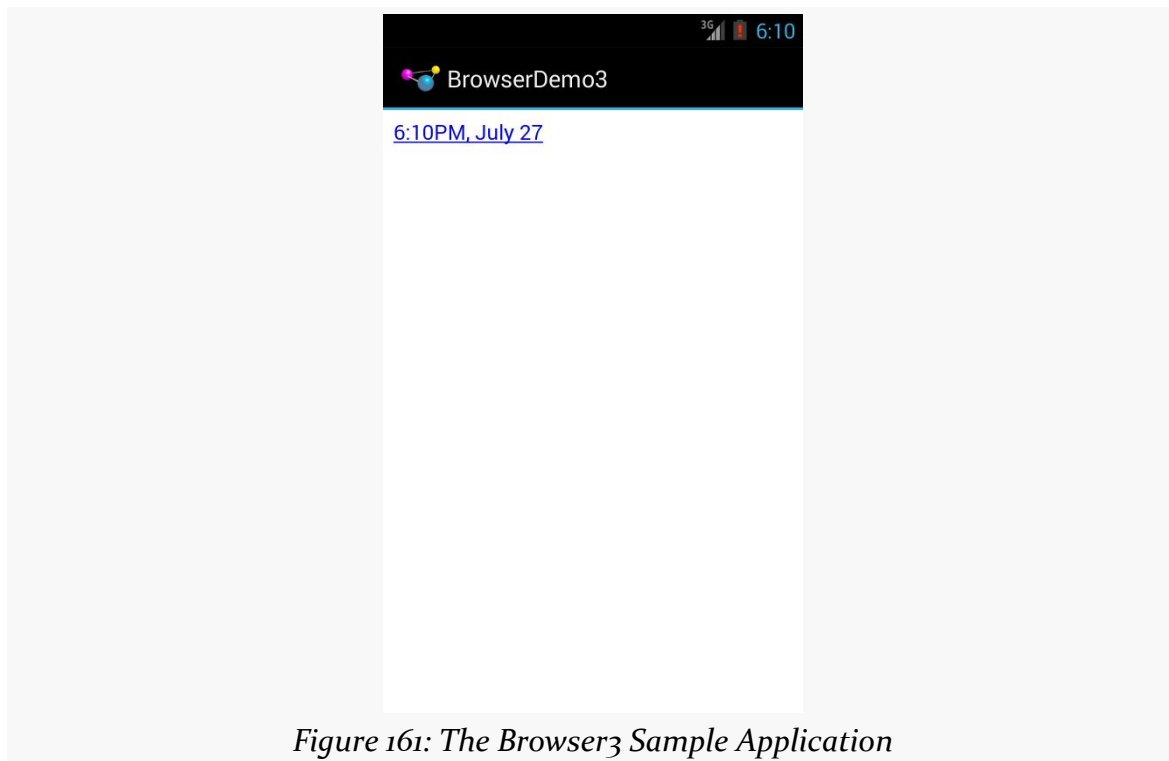 3G 6:10
BrowserDemo3
6:10PM, July 27
Figure 161: The Browser3 Sample Application